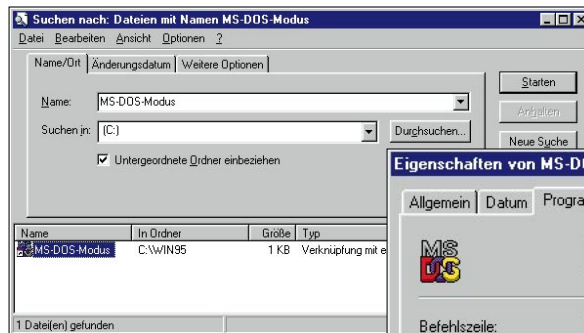 Suchen nach: Dateien mit Namen MS-DOS-Modus
Datei Bearbeiten Ansicht Optionen ?
Name/Ort Änderungsdatum Weitere Optionen
Name: MS-DOS-Modus
Suchen in: (C:)
Durchsuchen...
Untergeordnete Ordner einbeziehen
Starten
Anhalten
Neue Suche
Name In Ordner Größe Typ
MS-DOS-Modus C:\WIN95 1 KB Verknüpfung mit e
1 Datei(en) gefunden
Eigenschaften von MS-DO
Allgemein Datum Progra
MS
DOS
Befehlszeile: